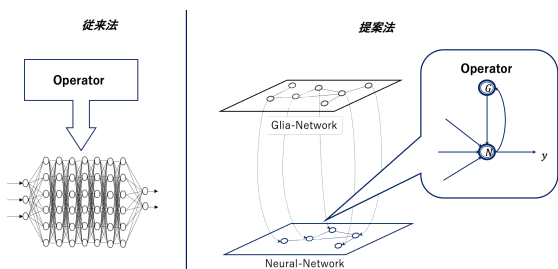 従来法
Operator
提案法
Glia-Network
Neural-Network
Operator
G
N
y